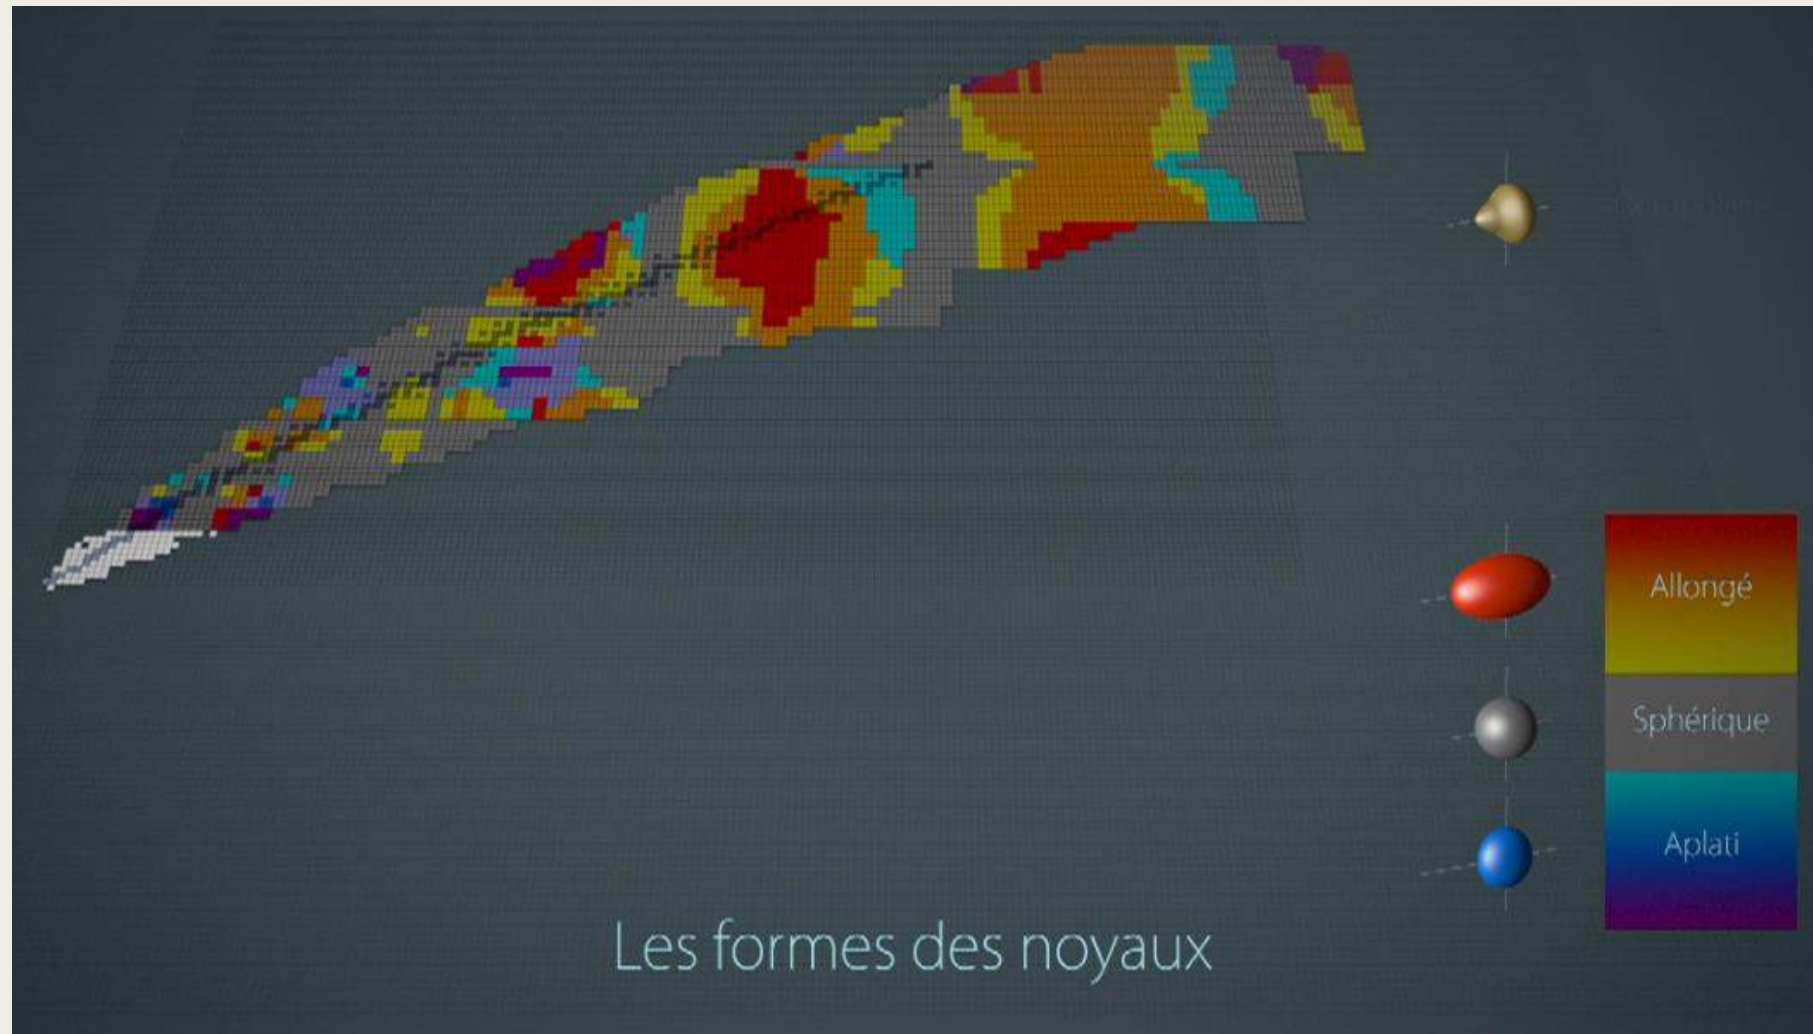 Allongé
Sphérique
Aplati
Les formes des noyaux